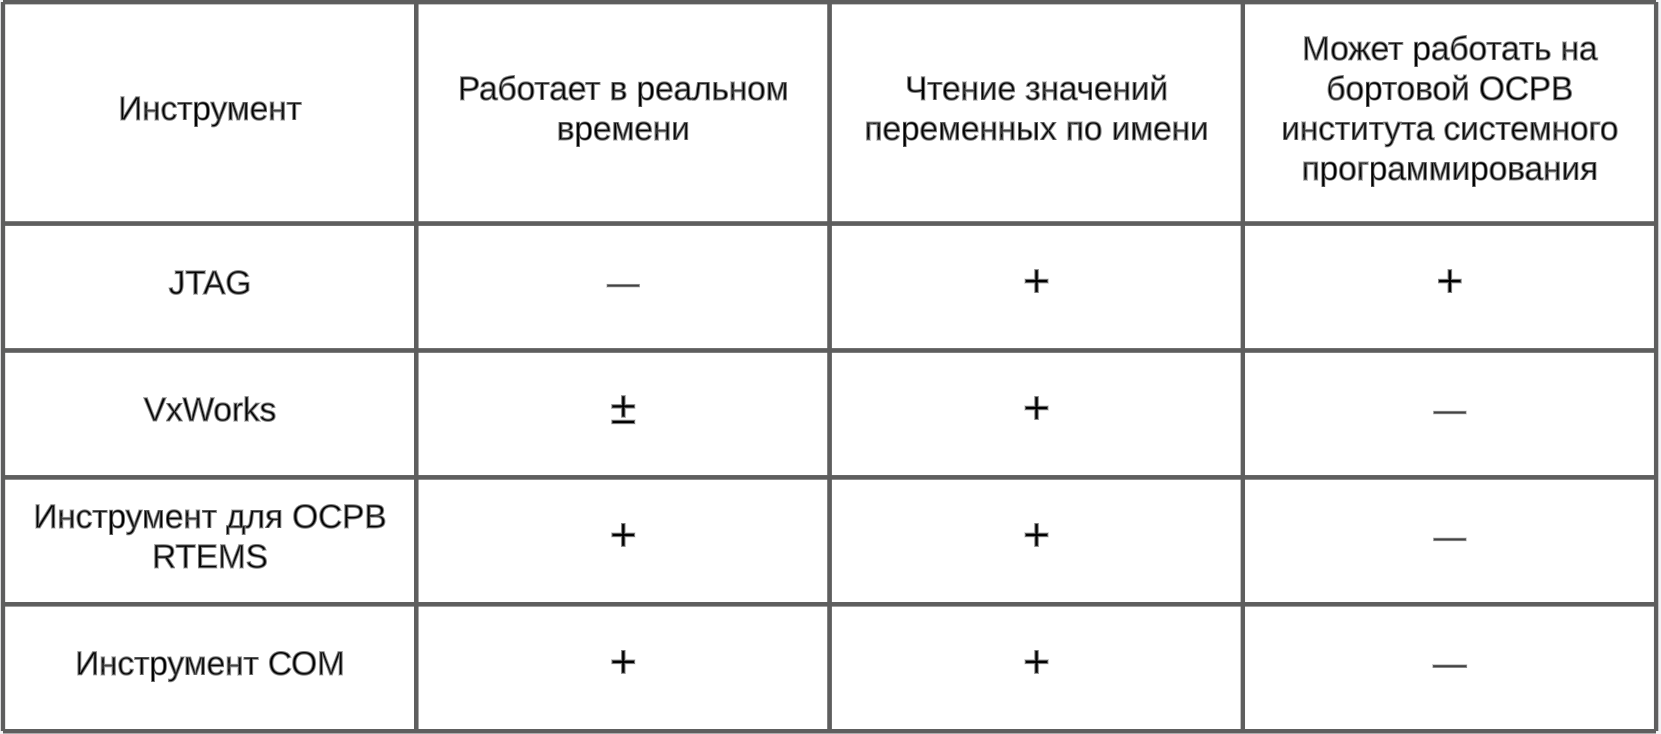 Инструмент
Работает в реальном
времени
Чтение значений
переменных по имени
Может работать на
бортовой ОСРВ
института системного
программирования
JTAG
—
+
+
VxWorks
±
+
—
Инструмент для ОСРВ
RTEMS
+
+
—
Инструмент СОМ
+
+
—